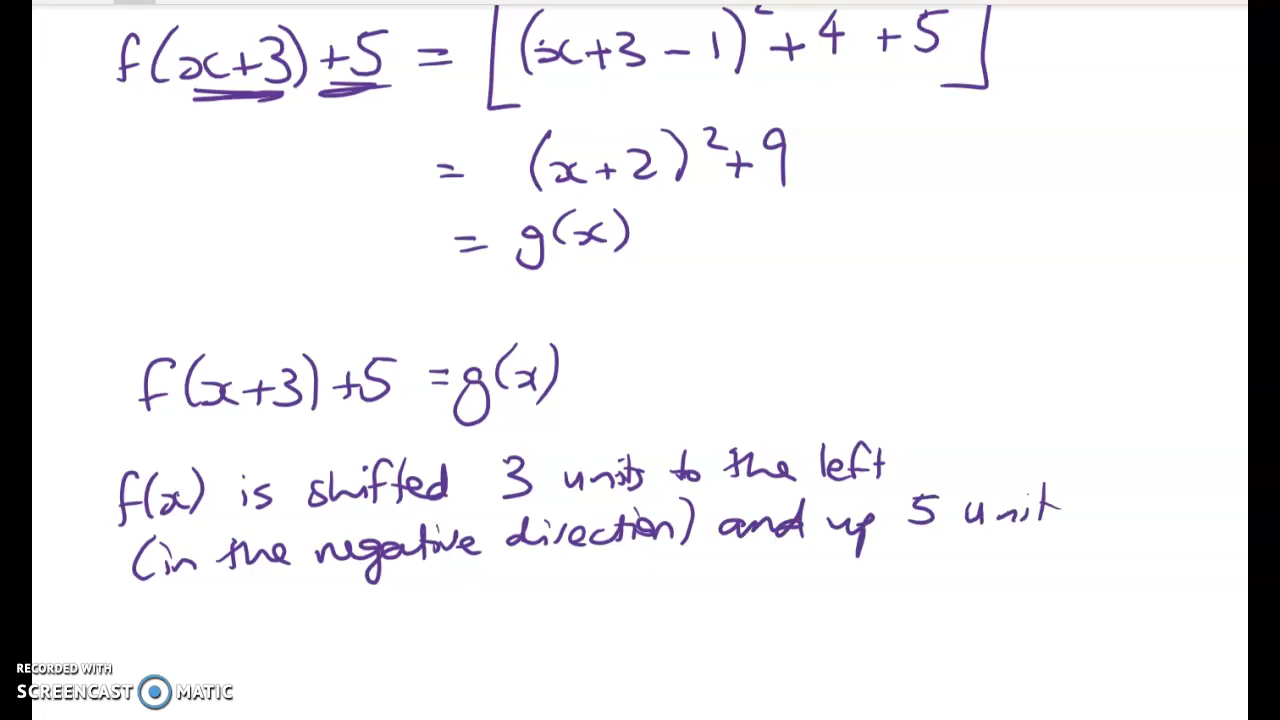 f(x+3)+5 = [(x+3-1)²+4+5]
= (x+2)²+9
= g(x)
f(x+3)+5 =g(x)
f(x) is shifted 3 units to the left
(in the negative direction) and up 5 unit
RECORDED WITH
SCREENCAST MATIC